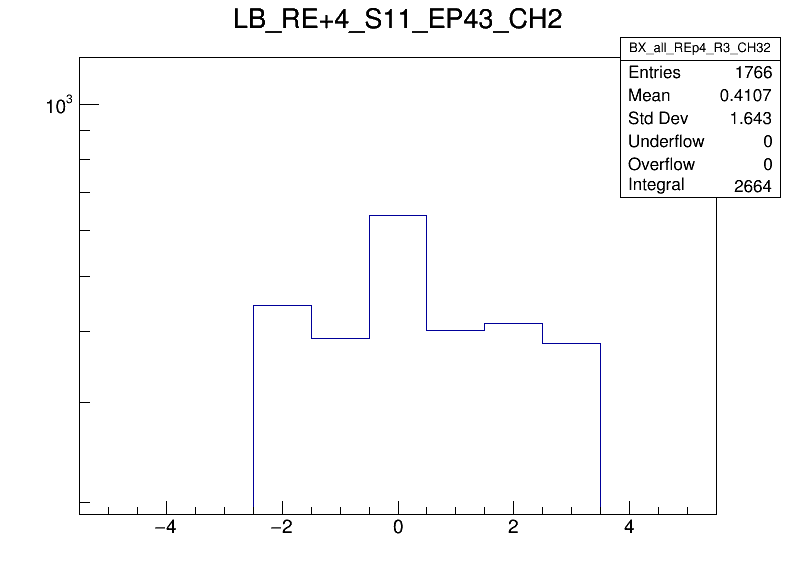 LB_RE+4_S11_EP43_CH2
BX_all_REp4_R3_CH32
Entries 1766
Mean 0.4107
Std Dev 1.643
Underflow 0
Overflow 0
Integral 2664
10³
−4 −2 0 2 4